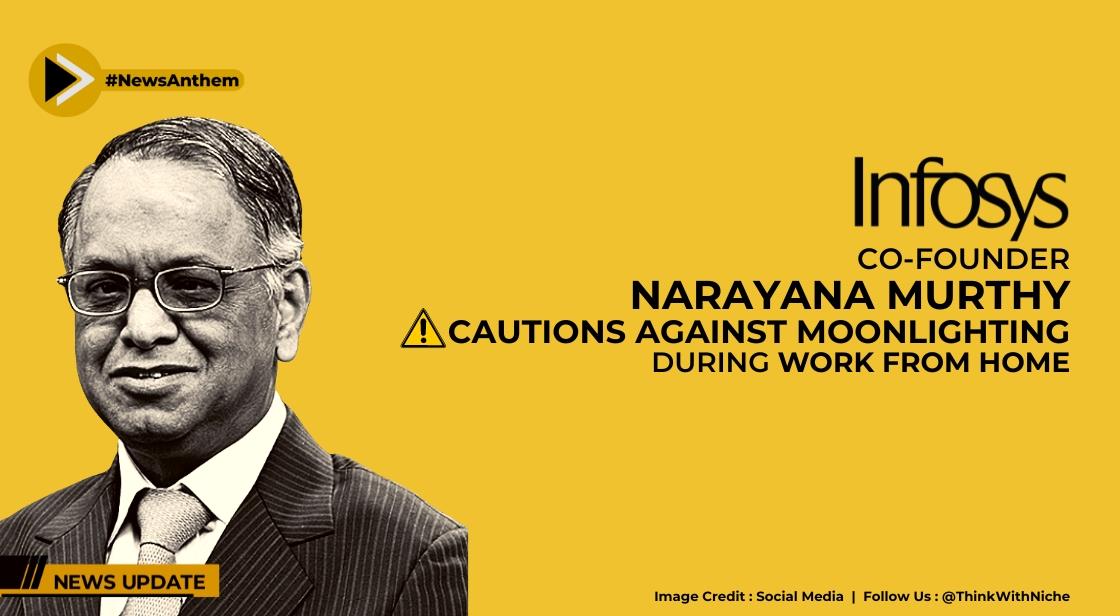 #NewsAnthem
Infosys
CO-FOUNDER
NARAYANA MURTHY
CAUTIONS AGAINST MOONLIGHTING
DURING WORK FROM HOME
NEWS UPDATE
Image Credit : Social Media | Follow Us : @ThinkWithNiche